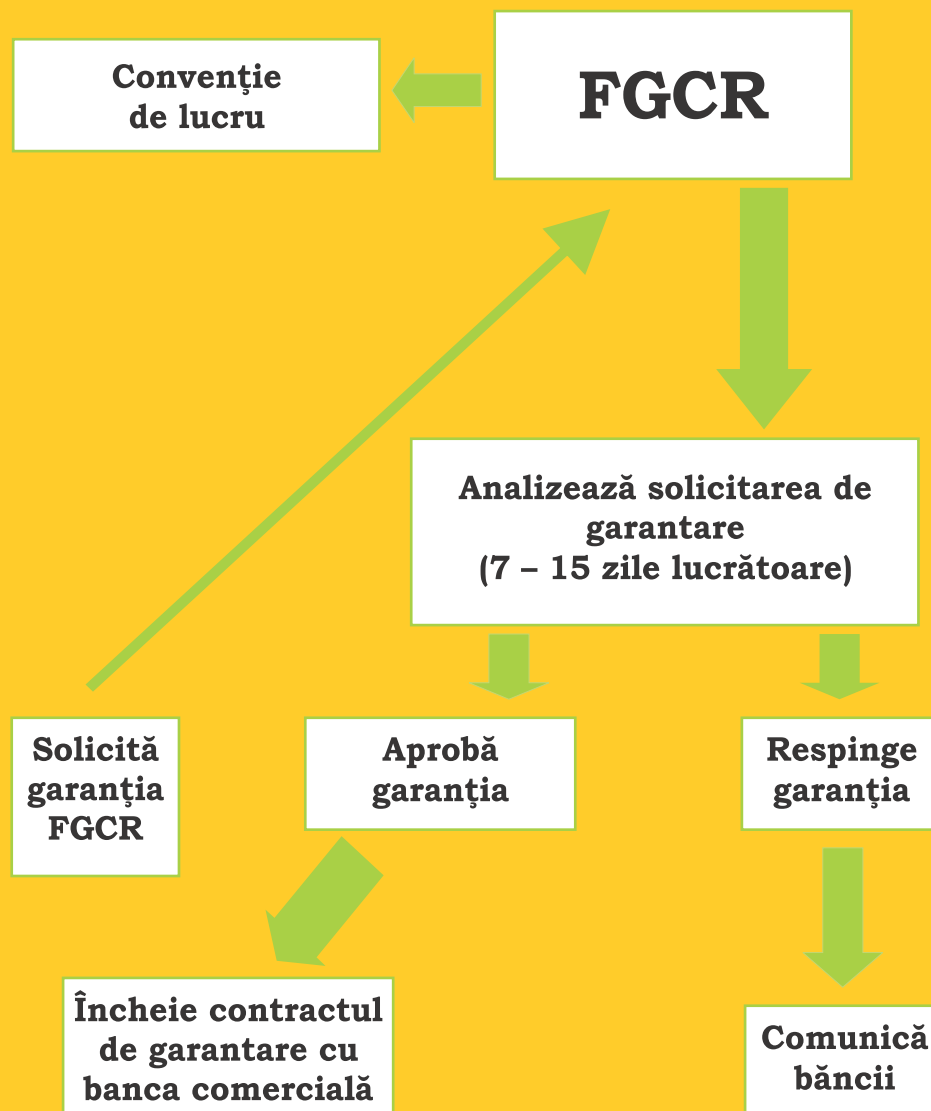 Convenție
de lucru
FGCR
Analizează solicitarea de
garantare
(7 – 15 zile lucrătoare)
Solicită
garanția
FGCR
Aprobă
garanția
Respinge
garanția
Încheie contractul
de garantare cu
banca comercială
Comunică
băncii